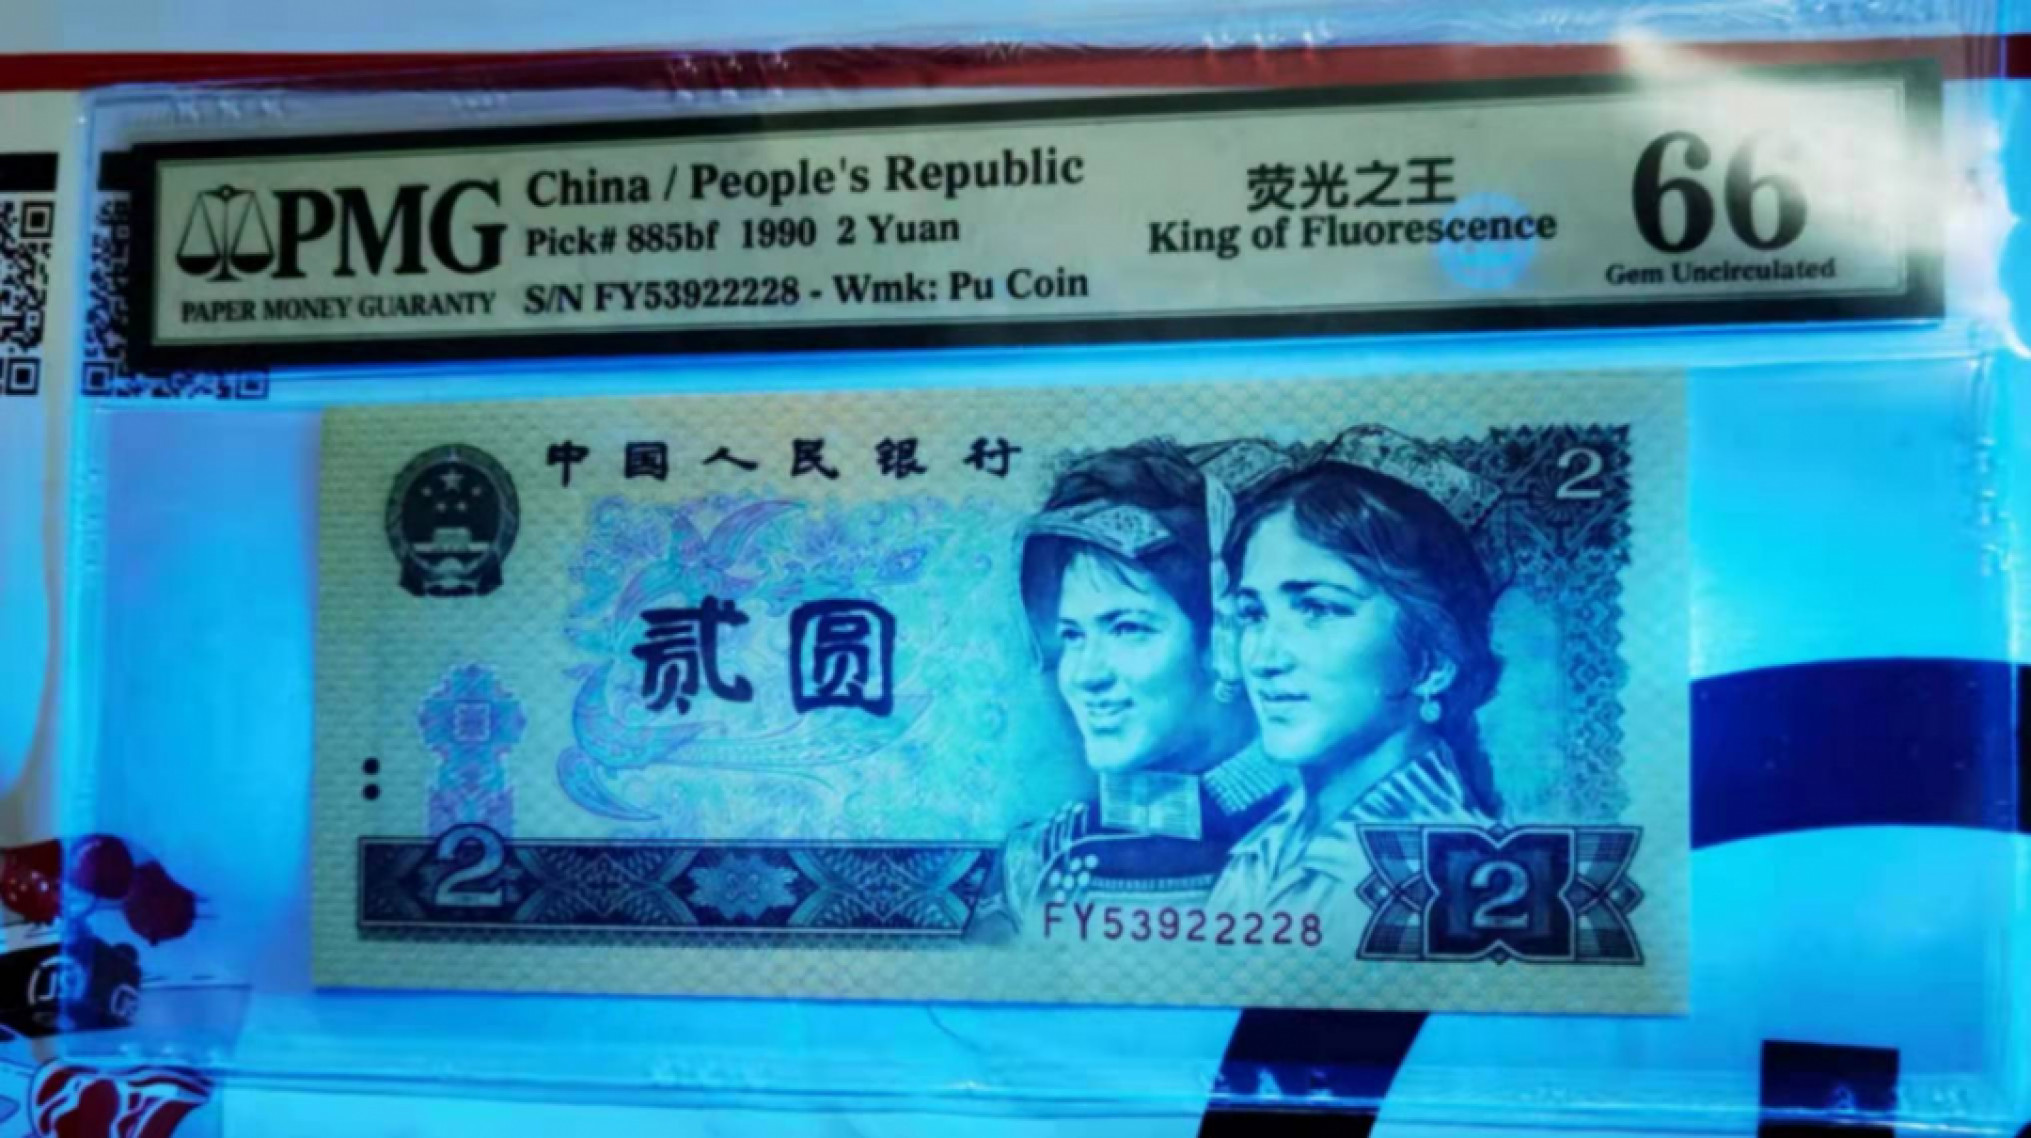 PMG
PAPER MONEY GUARANTY
China / People's Republic
Pick# 885bf 1990 2 Yuan
S/N FY53922228 - Wmk: Pu Coin
荧光之王
King of Fluorescence
66
Gem Uncirculated
中国人民银行
2
贰圆
2
FY53922228
2